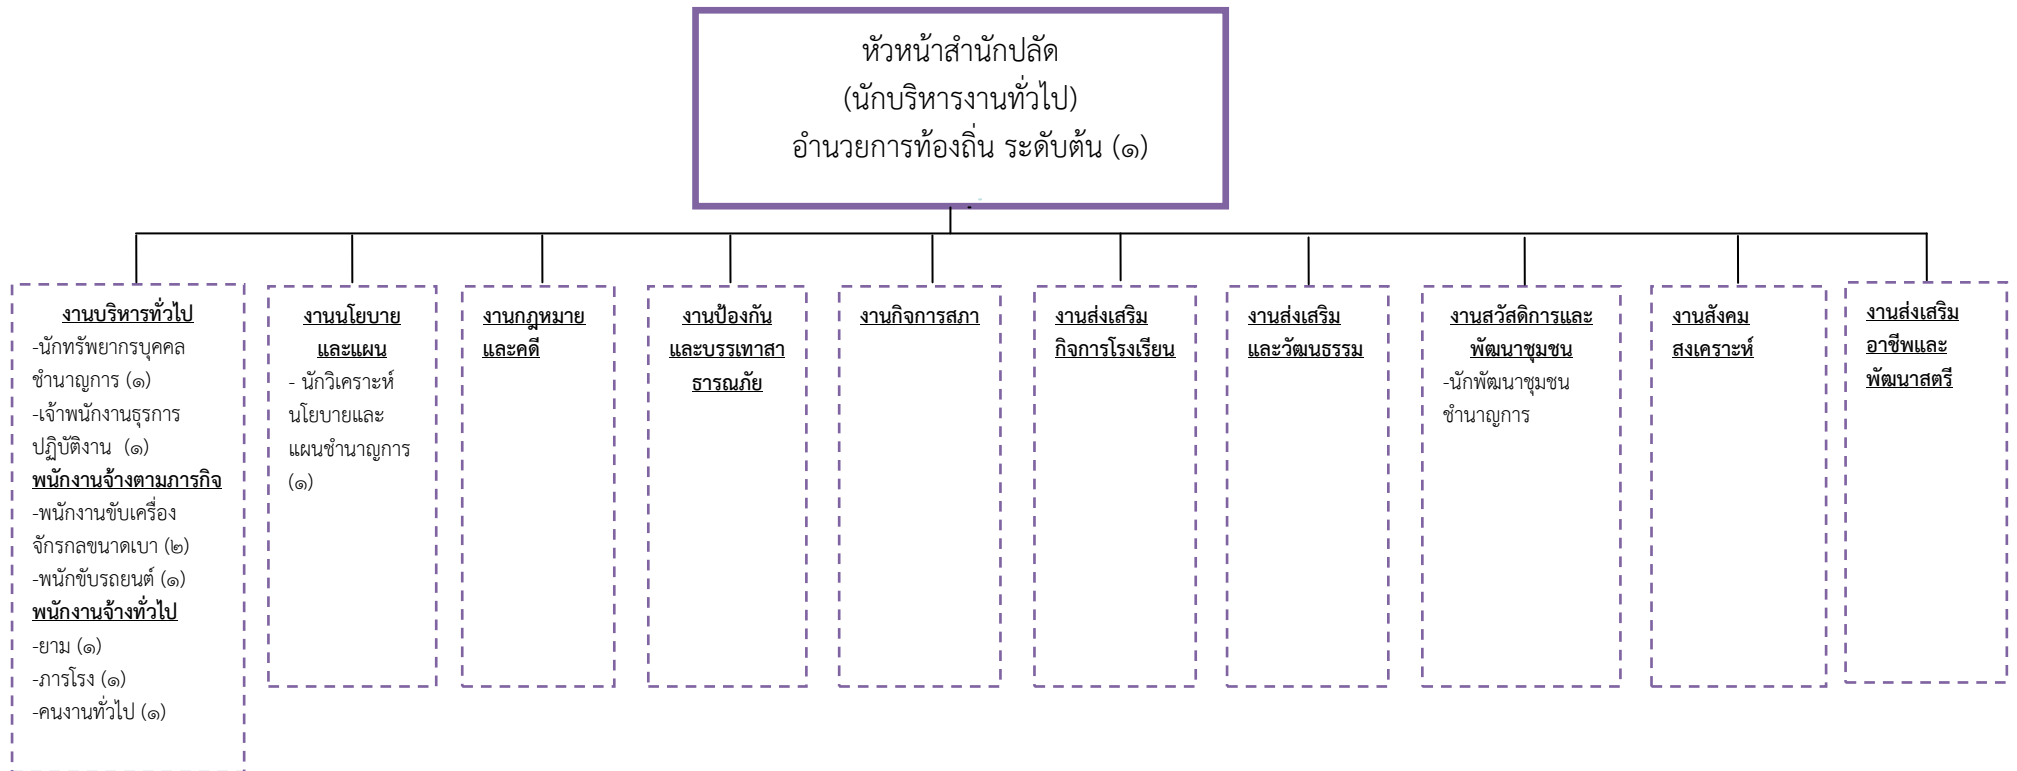 หัวหน้าสำนักปลัด
(นักบริหารงานทั่วไป)
อำนวยการท้องถิ่น ระดับต้น (๑)
งานบริหารทั่วไป
-นักทรัพยากรบุคคล
ชำนาญการ (๑)
-เจ้าพนักงานธุรการ
ปฏิบัติงาน (๑)
พนักงานจ้างตามภารกิจ
-พนักงานขับเครื่อง
จักรกลขนาดเบา (๒)
-พนักขับรถยนต์ (๑)
พนักงานจ้างทั่วไป
-ยาม (๑)
-ภารโรง (๑)
-คนงานทั่วไป (๑)
งานนโยบาย
และแผน
- นักวิเคราะห์
นโยบายและ
แผนชำนาญการ
(๑)
งานกฎหมาย
และคดี
งานป้องกัน
และบรรเทาสา
ธารณภัย
งานกิจการสภา
งานส่งเสริม
กิจการโรงเรียน
งานส่งเสริม
และวัฒนธรรม
งานสวัสดิการและ
พัฒนาชุมชน
-นักพัฒนาชุมชน
ชำนาญการ
งานสังคม
สงเคราะห์
งานส่งเสริม
อาชีพและ
พัฒนาสตรี